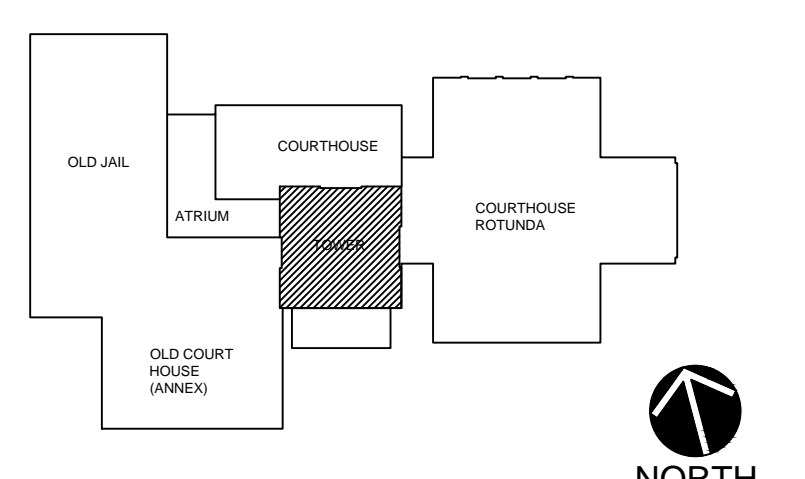 COURTHOUSE
OLD JAIL
COURTHOUSE
ROTUNDA
ATRIUM
TOWER
OLD COURT
HOUSE
(ANNEX)
NORTH